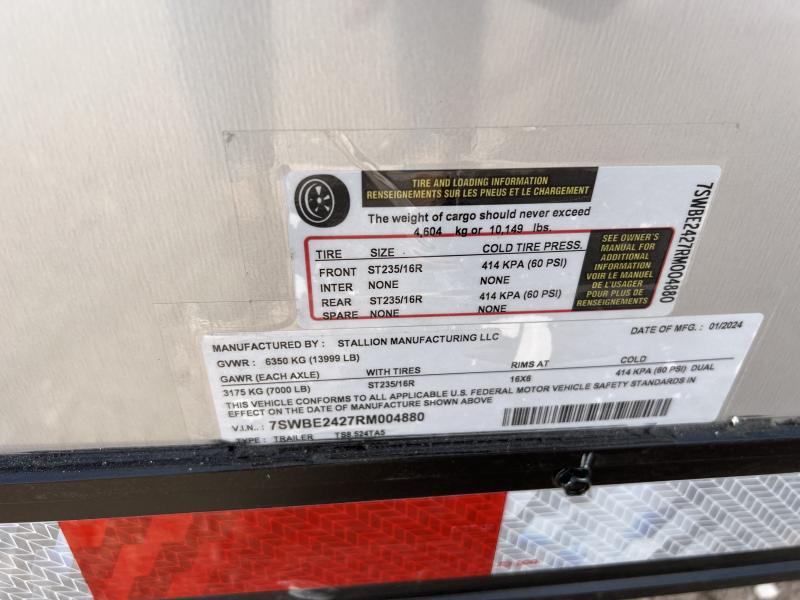 TIRE AND LOADING INFORMATION
RENSEIGNEMENTS SUR LES PNEUS ET LE CHARGEMENT
The weight of cargo should never exceed
4,604 kg or 10,149 lbs.
TIRE SIZE COLD TIRE PRESS.
FRONT ST235/16R 414 KPA (60 PSI)
INTER NONE NONE
REAR ST235/16R 414 KPA (60 PSI)
SPARE NONE NONE
SEE OWNER'S
MANUAL FOR
ADDITIONAL
INFORMATION
VOIR LE MANUEL
DE L'USAGER
POUR PLUS DE
RENSEIGNEMENTS
7SWBE2427RM004880
MANUFACTURED BY : STALLION MANUFACTURING LLC DATE OF MFG. : 01/2024
GVWR : 6350 KG (13999 LB)
GAWR (EACH AXLE) WITH TIRES RIMS AT COLD
3175 KG (7000 LB) ST235/16R 16X6 414 KPA (60 PSI) DUAL
THIS VEHICLE CONFORMS TO ALL APPLICABLE U.S. FEDERAL MOTOR VEHICLE SAFETY STANDARDS IN
EFFECT ON THE DATE OF MANUFACTURE SHOWN ABOVE
V.I.N.. : 7SWBE2427RM004880
TYPE : TRAILER TS8.524TA5